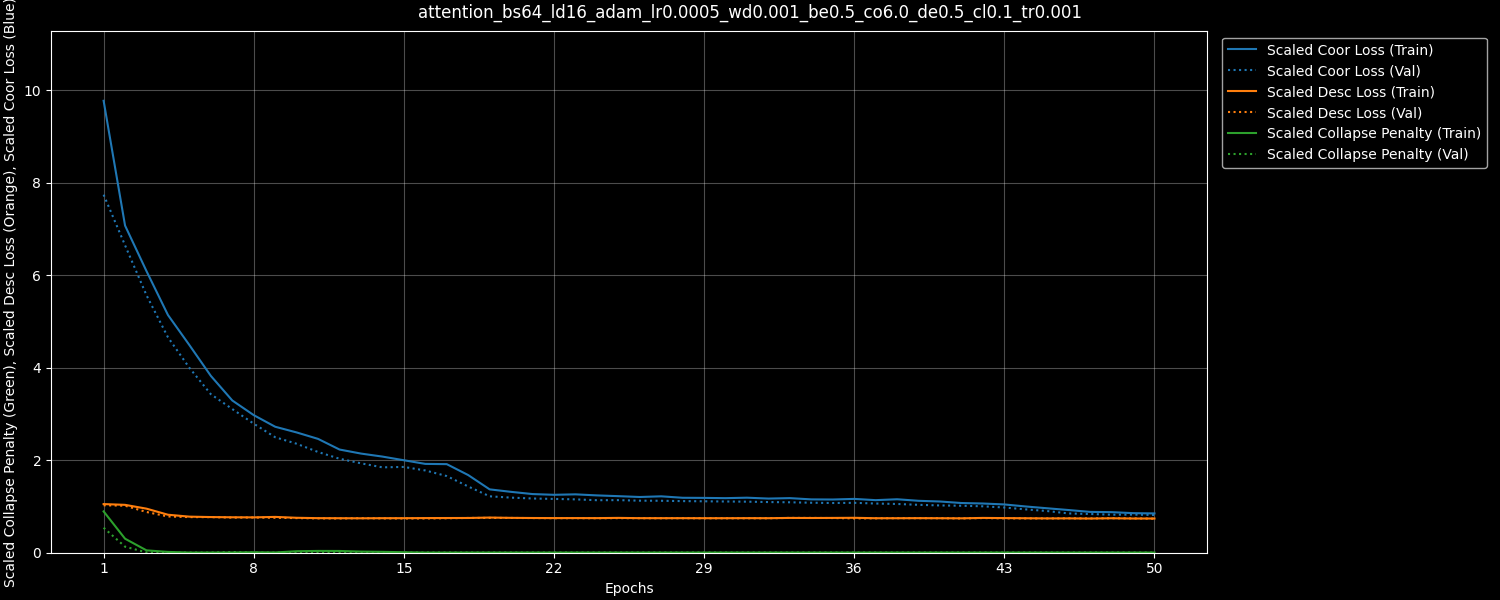 attention_bs64_ld16_adam_lr0.0005_wd0.001_be0.5_co6.0_de0.5_cl0.1_tr0.001
Scaled Collapse Penalty (Green), Scaled Desc Loss (Orange), Scaled Coor Loss (Blue)
10
8
6
4
2
0
1 8 15 22 29 36 43 50
Epochs
Scaled Coor Loss (Train)
Scaled Coor Loss (Val)
Scaled Desc Loss (Train)
Scaled Desc Loss (Val)
Scaled Collapse Penalty (Train)
Scaled Collapse Penalty (Val)